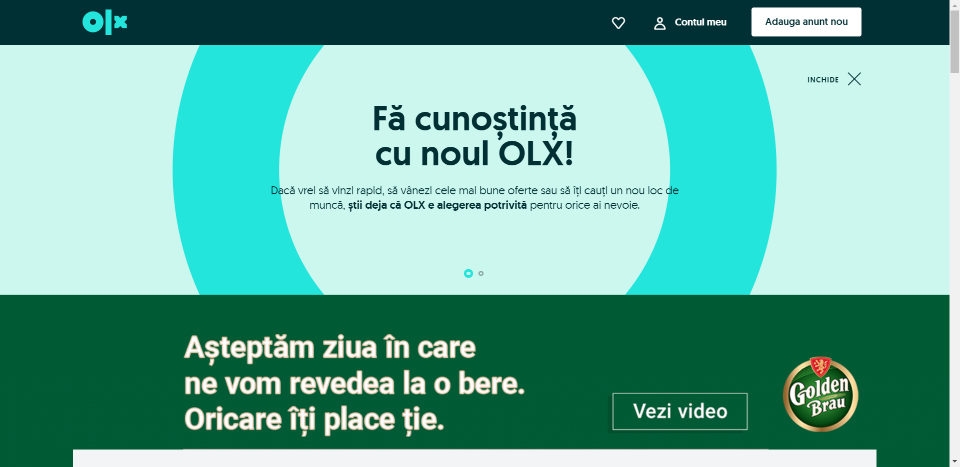 olx
Contul meu
Adauga anunt nou
INCHIDE
Fă cunoștință
cu noul OLX!
Dacă vrei să vinzi rapid, să vânezi cele mai bune oferte sau să îți cauți un nou loc de
muncă, știi deja că OLX e alegerea potrivită pentru orice ai nevoie.
Așteptăm ziua în care
ne vom revedea la o bere.
Oricare îți place ție.
Vezi video
Golden
Brau